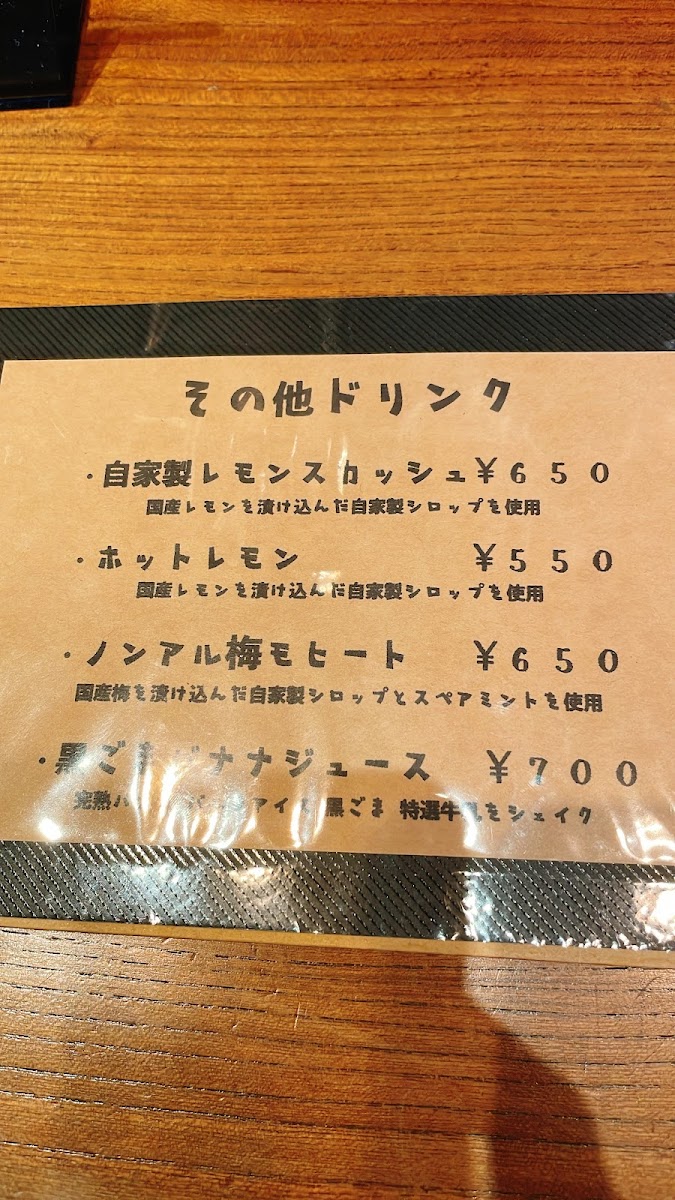 その他ドリンク
・自家製レモンスカッシュ¥650
国産レモンを漬け込んだ自家製シロップを使用
・ホットレモン ¥550
国産レモンを漬け込んだ自家製シロップを使用
・ノンアル梅モヒート ¥650
国産梅を漬け込んだ自家製シロップとスペアミントを使用
・黒ごまバナナジュース ¥700
完熟バ アイス 黒ごま 特選牛乳をシェイク